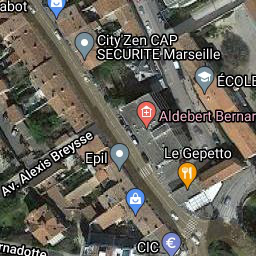 abot
City'Zen CAP
SECURITE Marseille
ÉCOLE
Aldebert Bernar
Av. Alexis Breysse
Le Gepetto
Epil
rnadotte
CIC